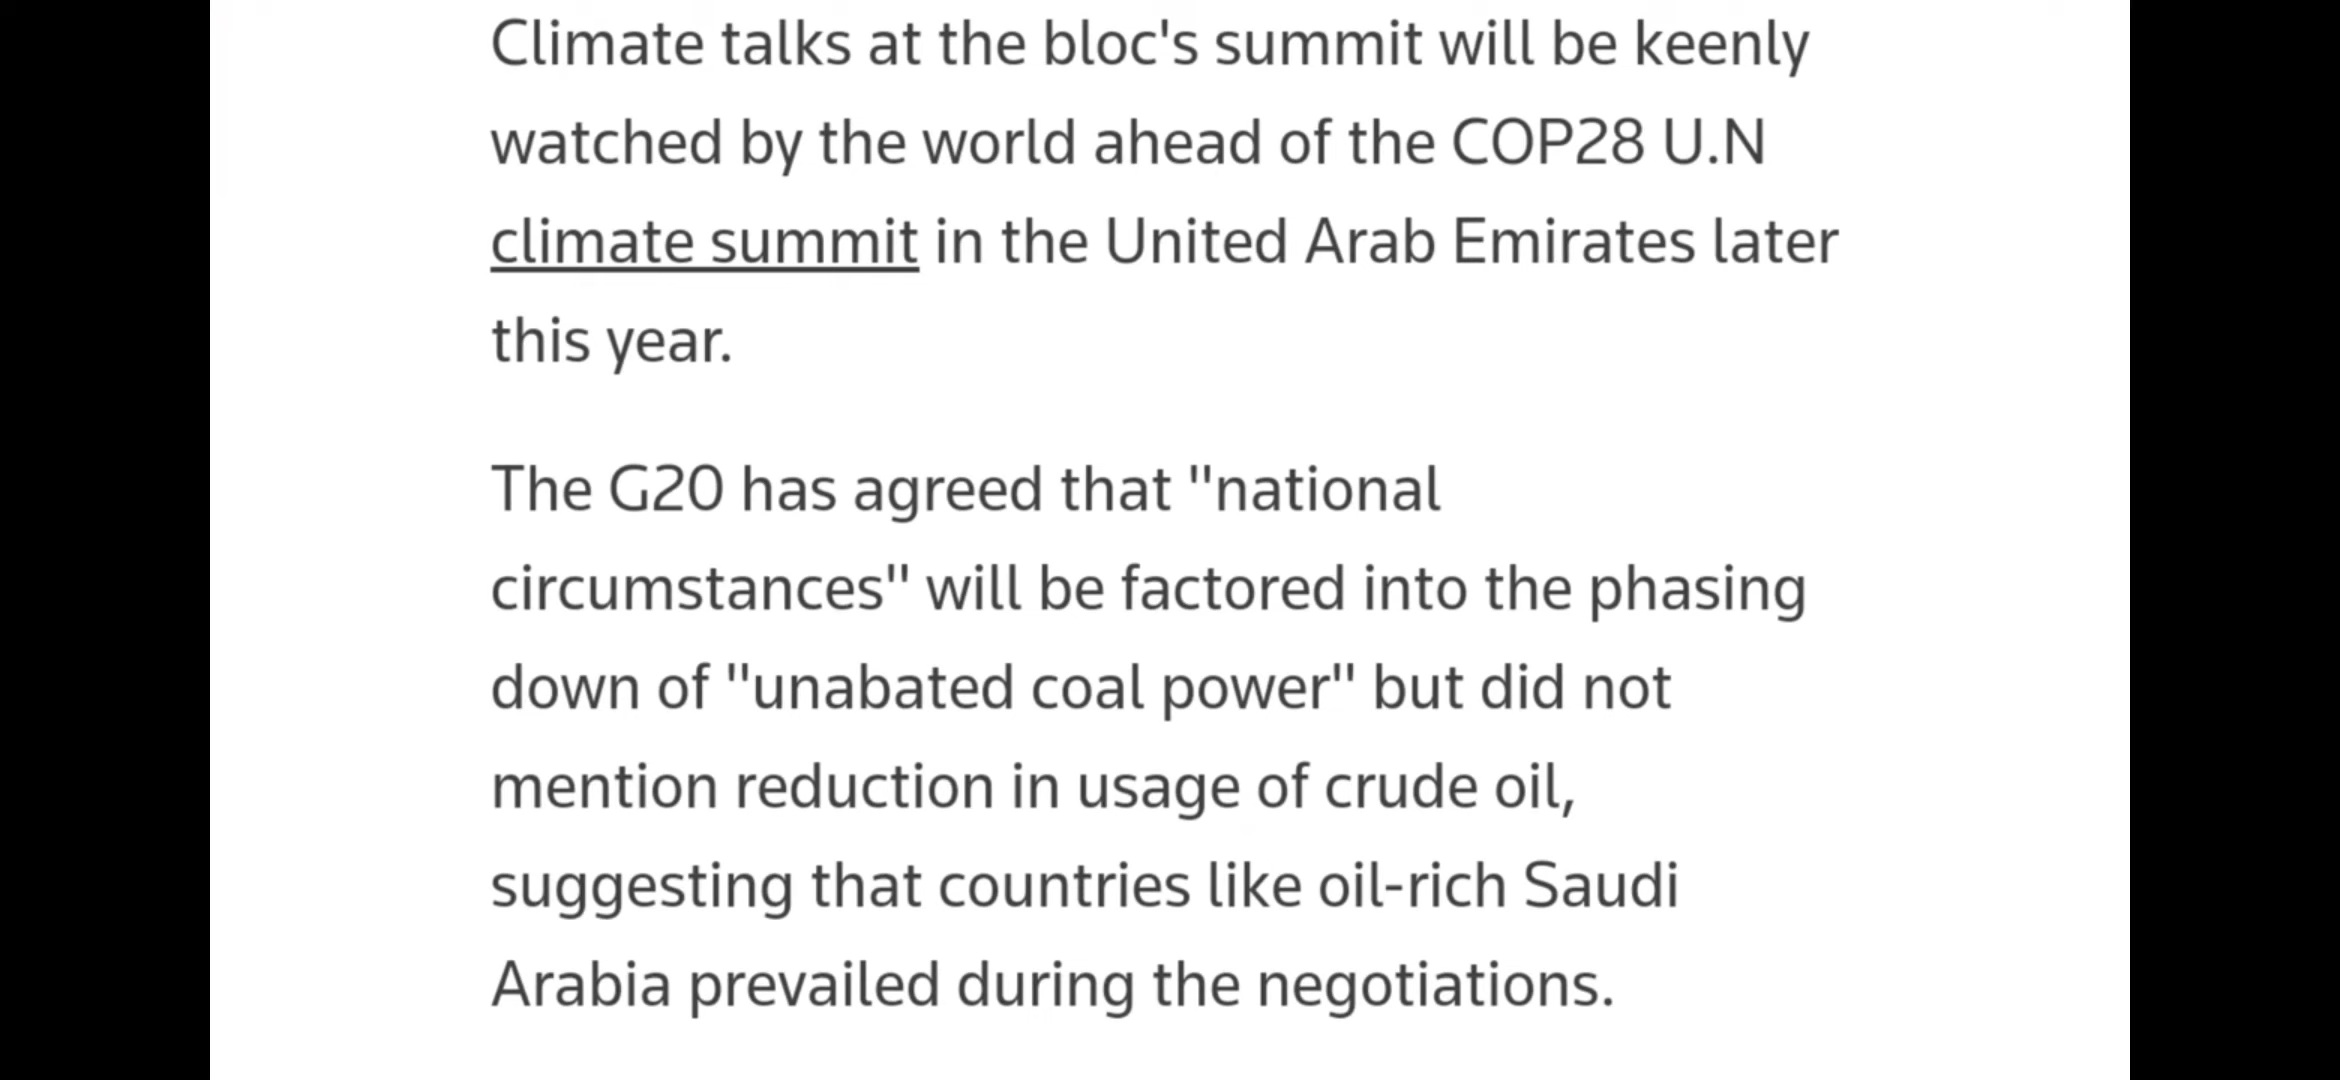 Climate talks at the bloc's summit will be keenly
watched by the world ahead of the COP28 U.N
climate summit in the United Arab Emirates later
this year.
The G20 has agreed that "national
circumstances" will be factored into the phasing
down of "unabated coal power" but did not
mention reduction in usage of crude oil,
suggesting that countries like oil-rich Saudi
Arabia prevailed during the negotiations.